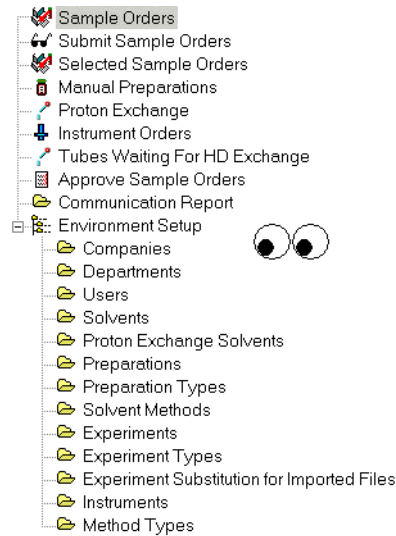 Sample Orders
Submit Sample Orders
Selected Sample Orders
Manual Preparations
Proton Exchange
Instrument Orders
Tubes Waiting For HD Exchange
Approve Sample Orders
Communication Report
Environment Setup
Companies
Departments
Users
Solvents
Proton Exchange Solvents
Preparations
Preparation Types
Solvent Methods
Experiments
Experiment Types
Experiment Substitution for Imported Files
Instruments
Method Types